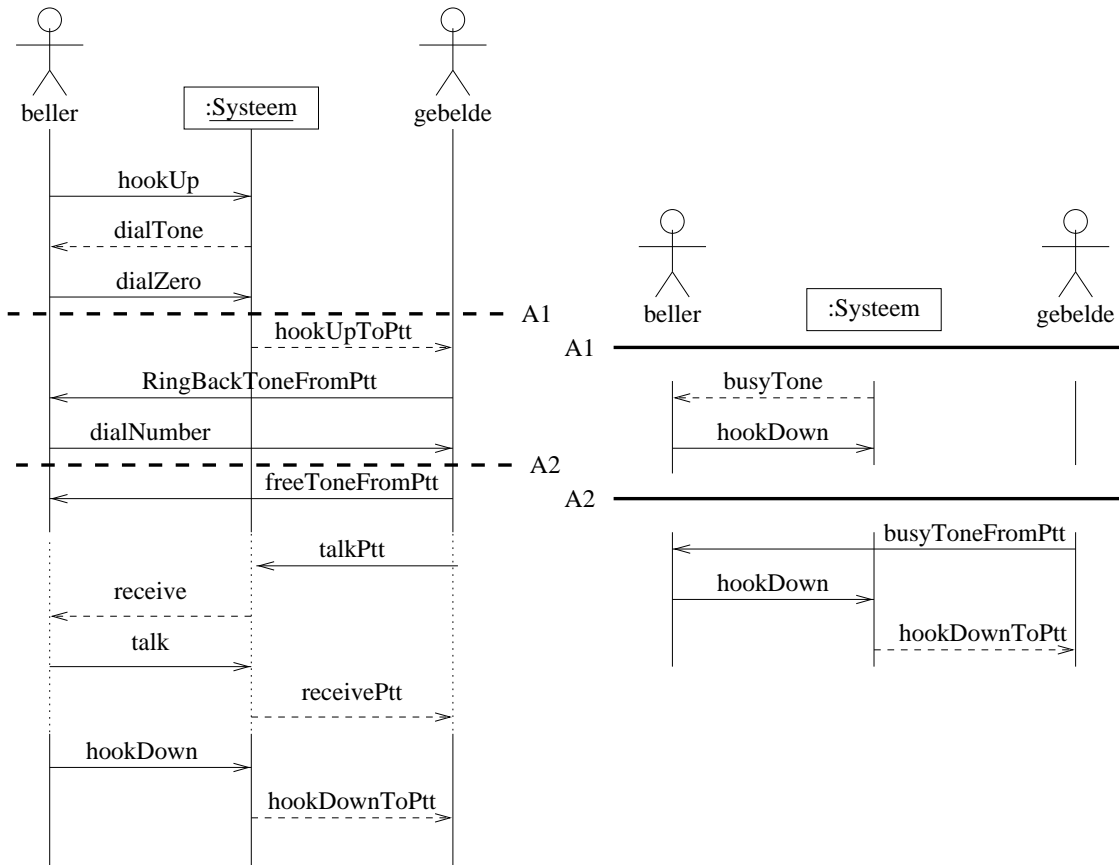 beller
:Systeem
gebelde
hookUp
dialTone
dialZero
A1
hookUpToPtt
RingBackToneFromPtt
dialNumber
A2
freeToneFromPtt
talkPtt
receive
talk
receivePtt
hookDown
hookDownToPtt
beller
:Systeem
gebelde
A1
busyTone
hookDown
A2
busyToneFromPtt
hookDown
hookDownToPtt